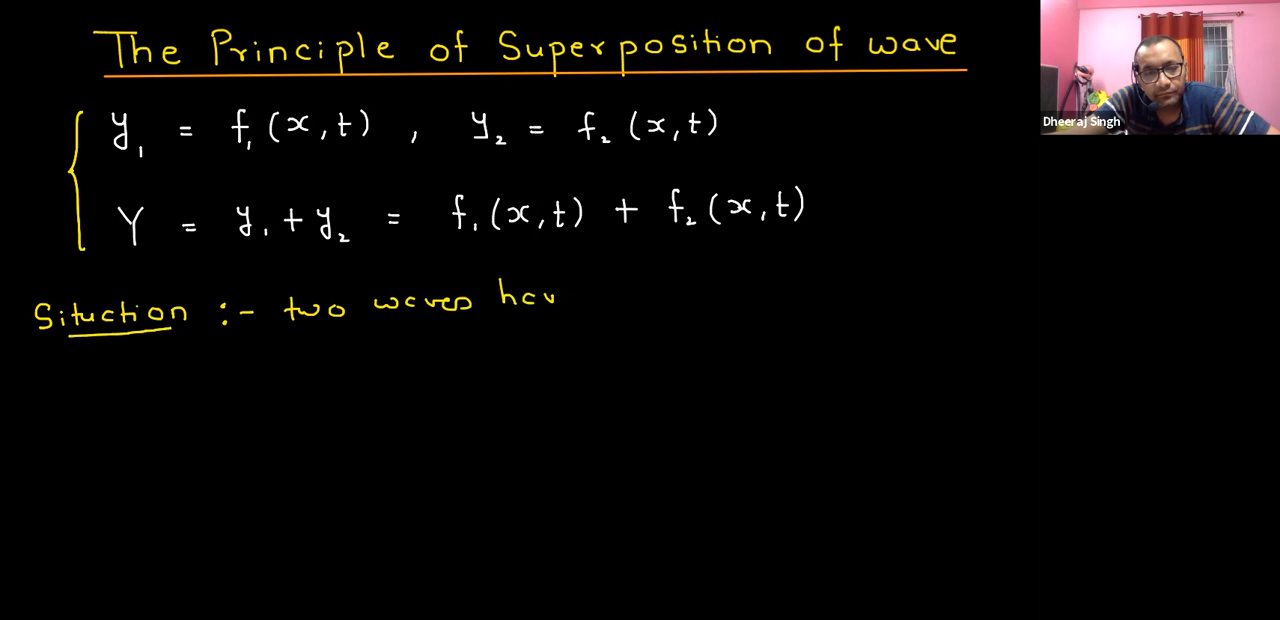 The Principle of Superposition of wave
y₁ = f₁(x,t) , y₂ = f₂(x,t)
Y = y₁ + y₂ = f₁(x,t) + f₂(x,t)
Situation :- two waves hav
Dheeraj Singh